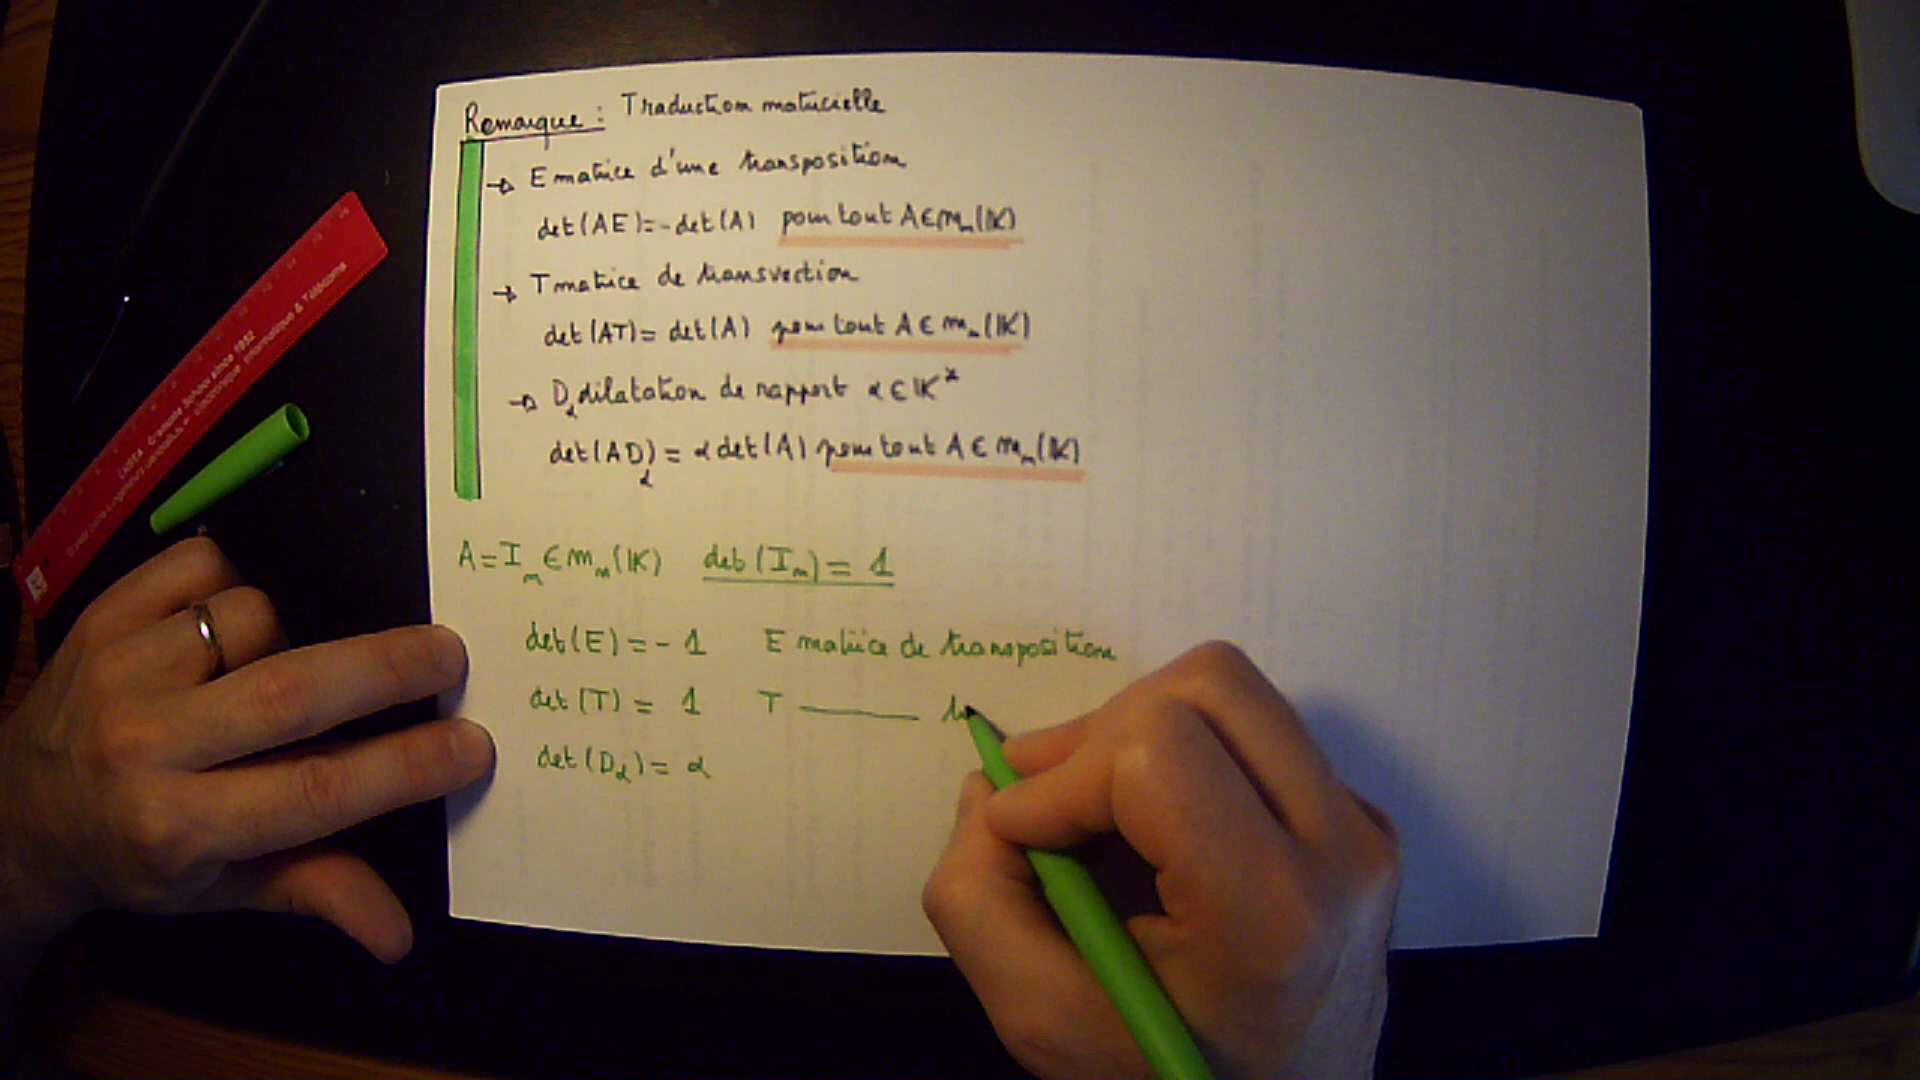 Remarque : Traduction matricielle
→ E matrice d'une transposition
det(AE) = - det(A) pour tout A ∈ Mn(K)
→ T matrice de transvection
det(AT) = det(A) pour tout A ∈ Mn(K)
→ Dα dilatation de rapport α ∈ K*
det(ADα) = α det(A) pour tout A ∈ Mn(K)
A = In ∈ Mn(K) det(In) = 1
det(E) = - 1 E matrice de transposition
det(T) = 1 T ——
det(Dα) = α